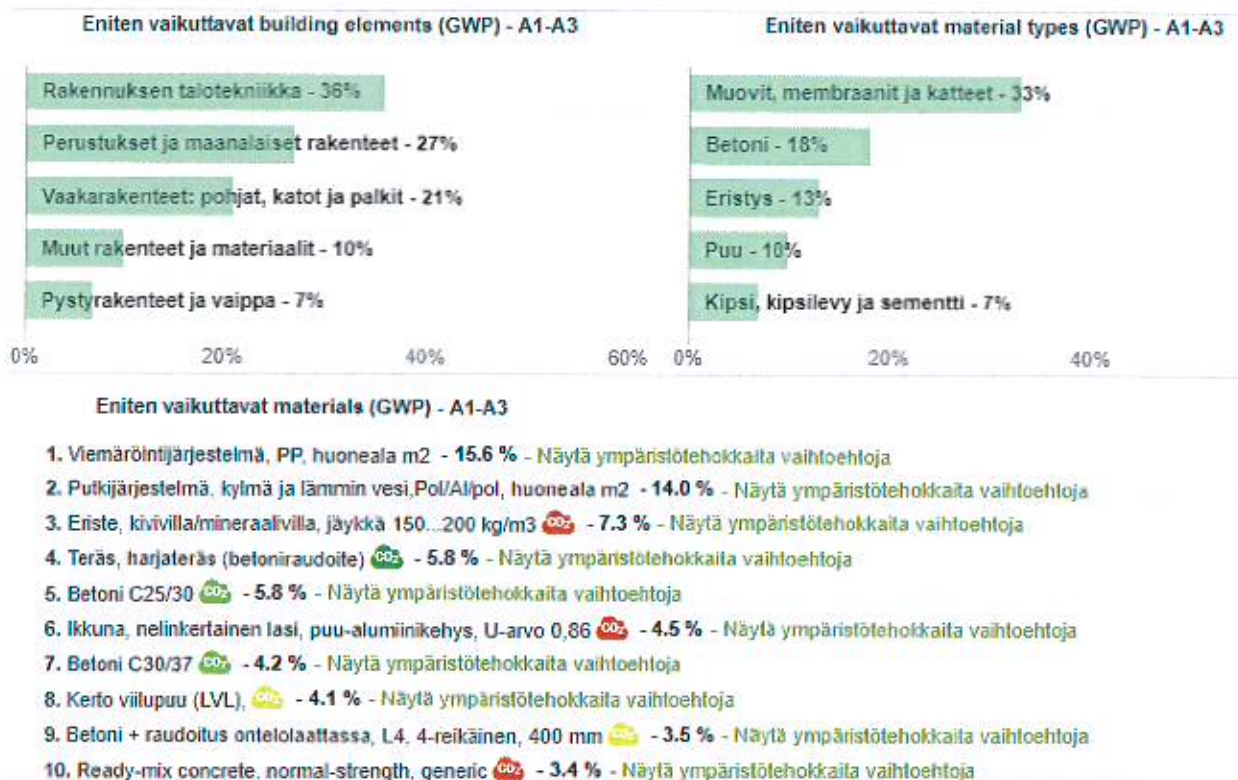 Eniten vaikuttavat building elements (GWP) - A1-A3
Rakennuksen talotekniikka - 36%
Perustukset ja maanalaiset rakenteet - 27%
Vaakarakenteet: pohjat, katot ja palkit - 21%
Muut rakenteet ja materiaalit - 10%
Pystyrakenteet ja vaippa - 7%
0% 20% 40% 60%
Eniten vaikuttavat material types (GWP) - A1-A3
Muovit, membraanit ja katteet - 33%
Betoni - 18%
Eristys - 13%
Puu - 10%
Kipsi, kipsilevy ja sementti - 7%
0% 20% 40%
Eniten vaikuttavat materials (GWP) - A1-A3
1. Viemäröintijärjestelmä, PP, huoneala m2 - 15.6 % - Näytä ympäristötehokkaita vaihtoehtoja
2. Putkijärjestelmä, kylmä ja lämmin vesi,Pol/Al/pol, huoneala m2 - 14.0 % - Näytä ympäristötehokkaita vaihtoehtoja
3. Eriste, kivivilla/mineraalivilla, jäykkä 150...200 kg/m3 CO2 - 7.3 % - Näytä ympäristötehokkaita vaihtoehtoja
4. Teräs, harjateräs (betoniraudoite) CO2 - 5.8 % - Näytä ympäristötehokkaita vaihtoehtoja
5. Betoni C25/30 CO2 - 5.8 % - Näytä ympäristötehokkaita vaihtoehtoja
6. Ikkuna, nelinkertainen lasi, puu-alumiinikehys, U-arvo 0,86 CO2 - 4.5 % - Näytä ympäristötehokkaita vaihtoehtoja
7. Betoni C30/37 CO2 - 4.2 % - Näytä ympäristötehokkaita vaihtoehtoja
8. Kerto viilupuu (LVL), CO2 - 4.1 % - Näytä ympäristötehokkaita vaihtoehtoja
9. Betoni + raudoitus ontelolaattassa, L4, 4-reikäinen, 400 mm CO2 - 3.5 % - Näytä ympäristötehokkaita vaihtoehtoja
10. Ready-mix concrete, normal-strength, generic CO2 - 3.4 % - Näytä ympäristötehokkaita vaihtoehtoja